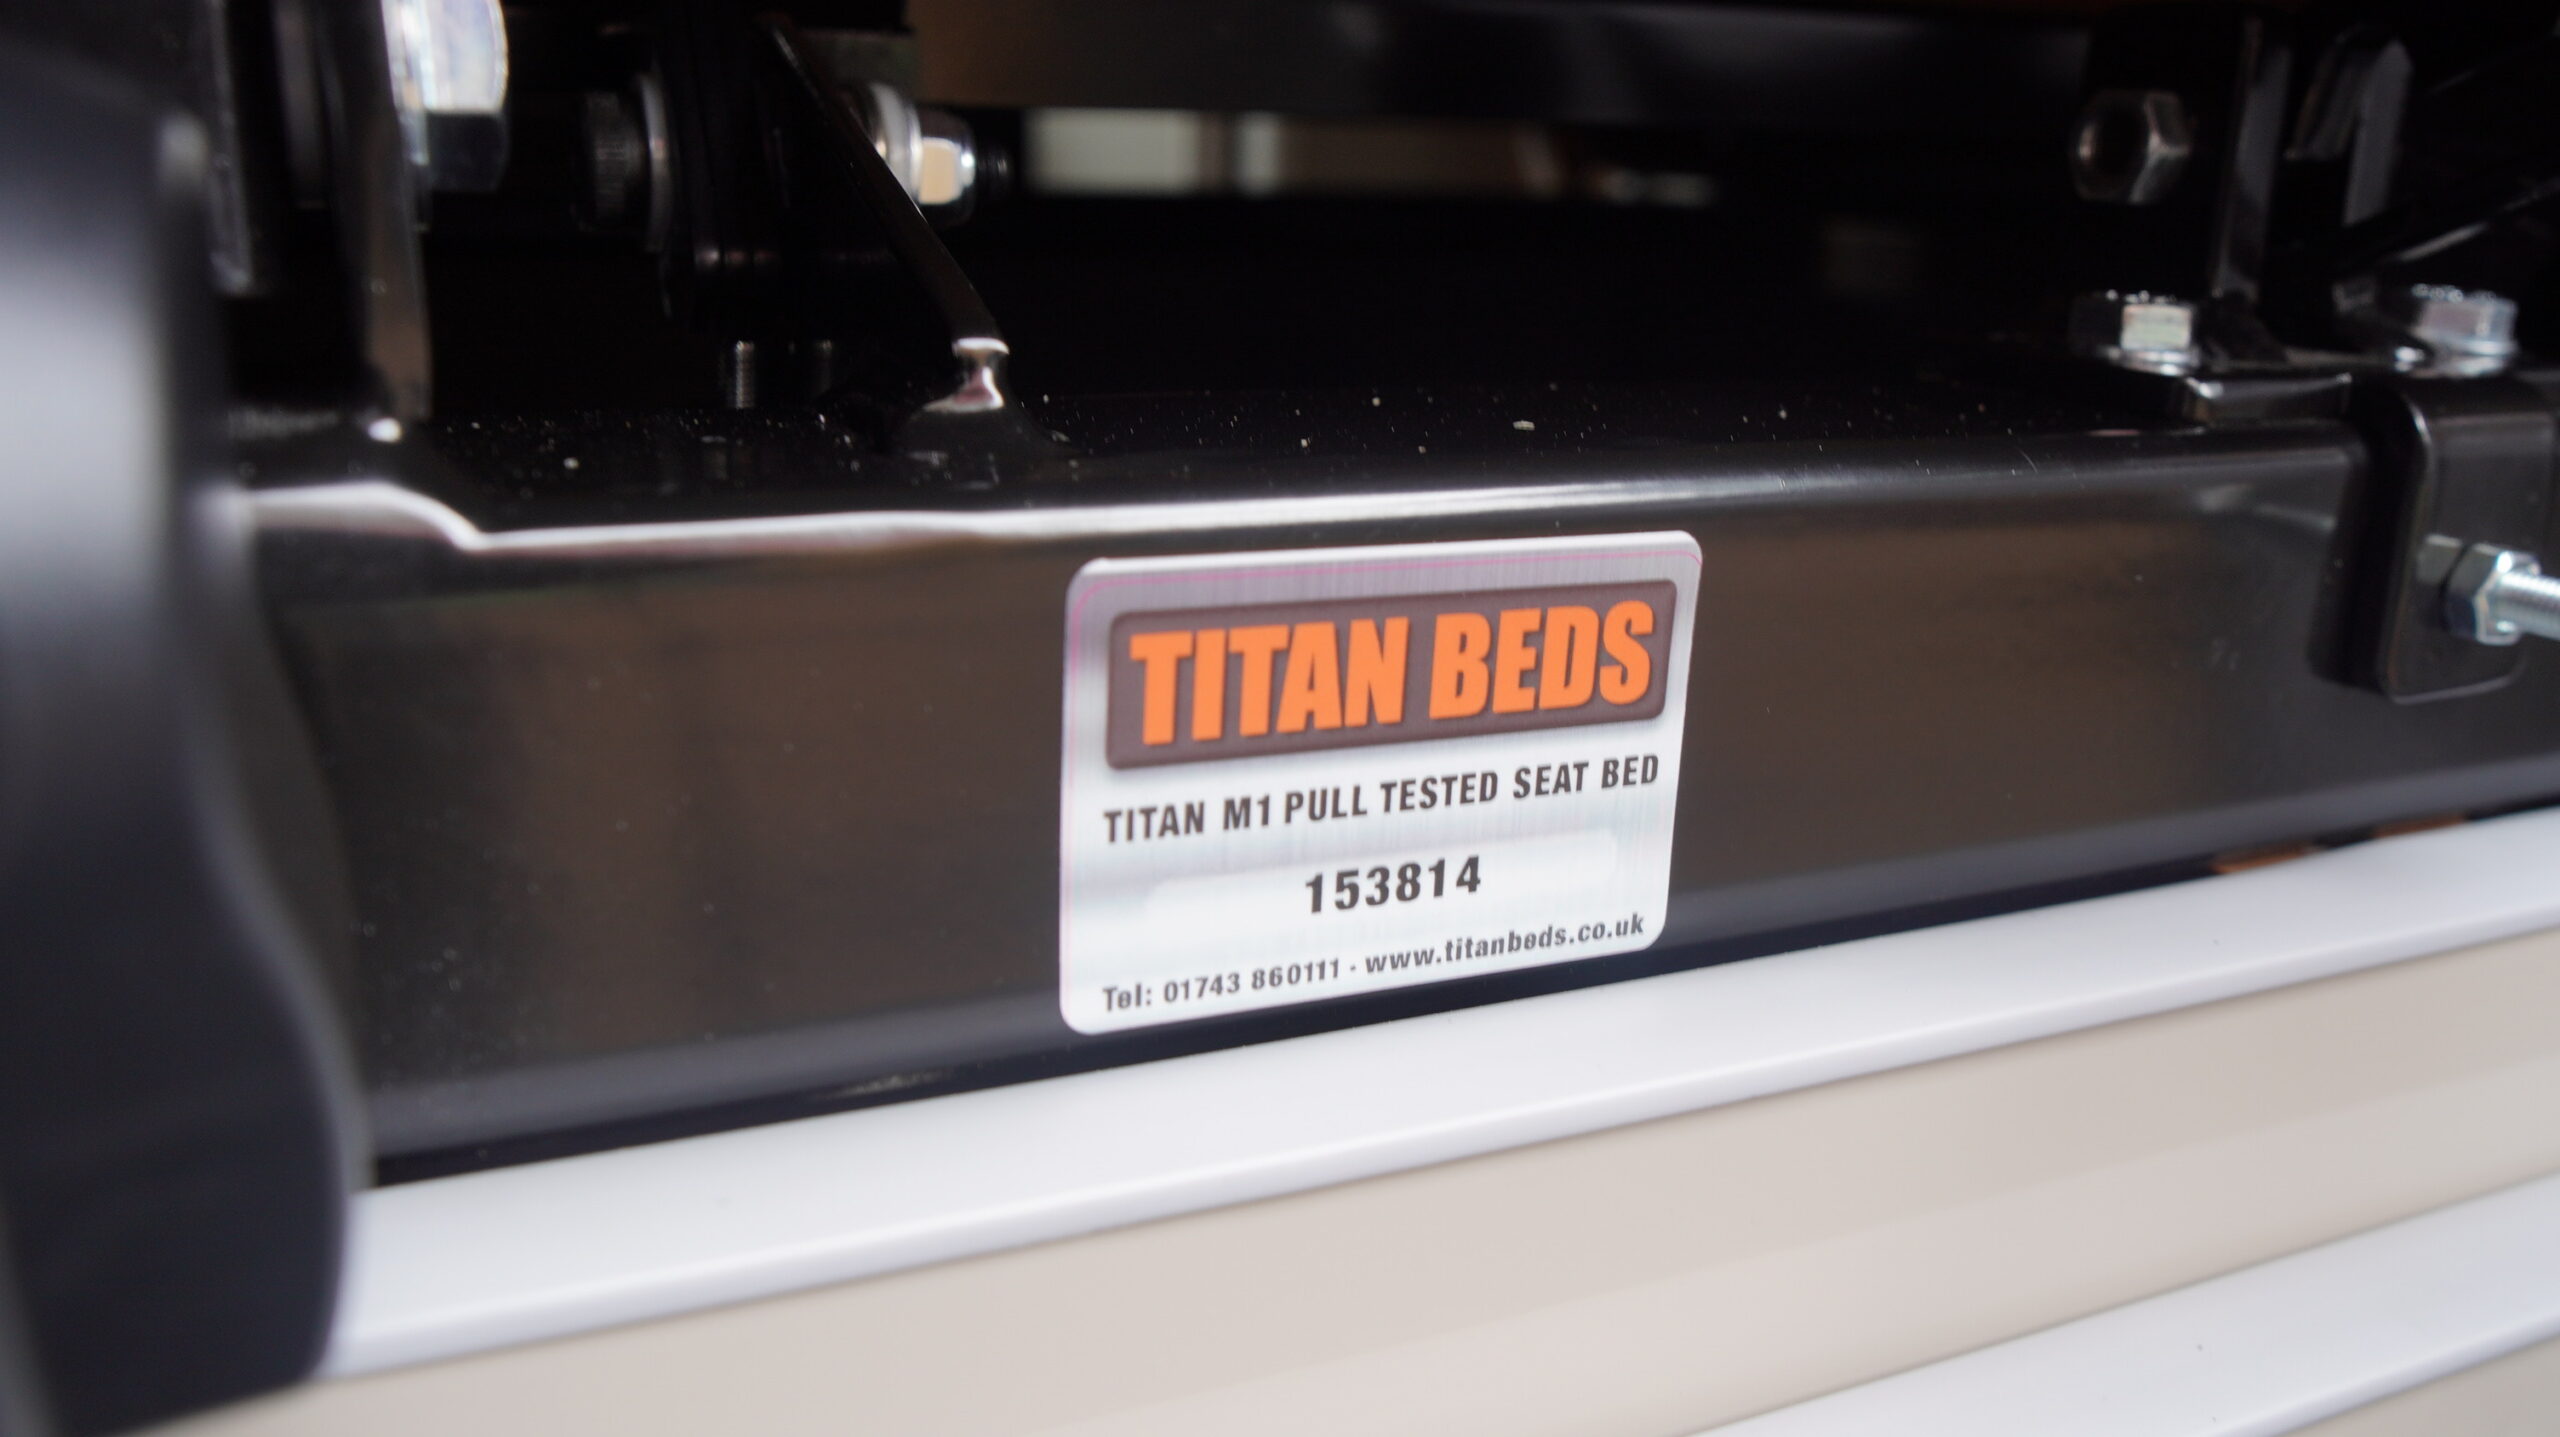 TITAN BEDS
TITAN M1 PULL TESTED SEAT BED
153814
Tel: 01743 860111 - www.titanbeds.co.uk